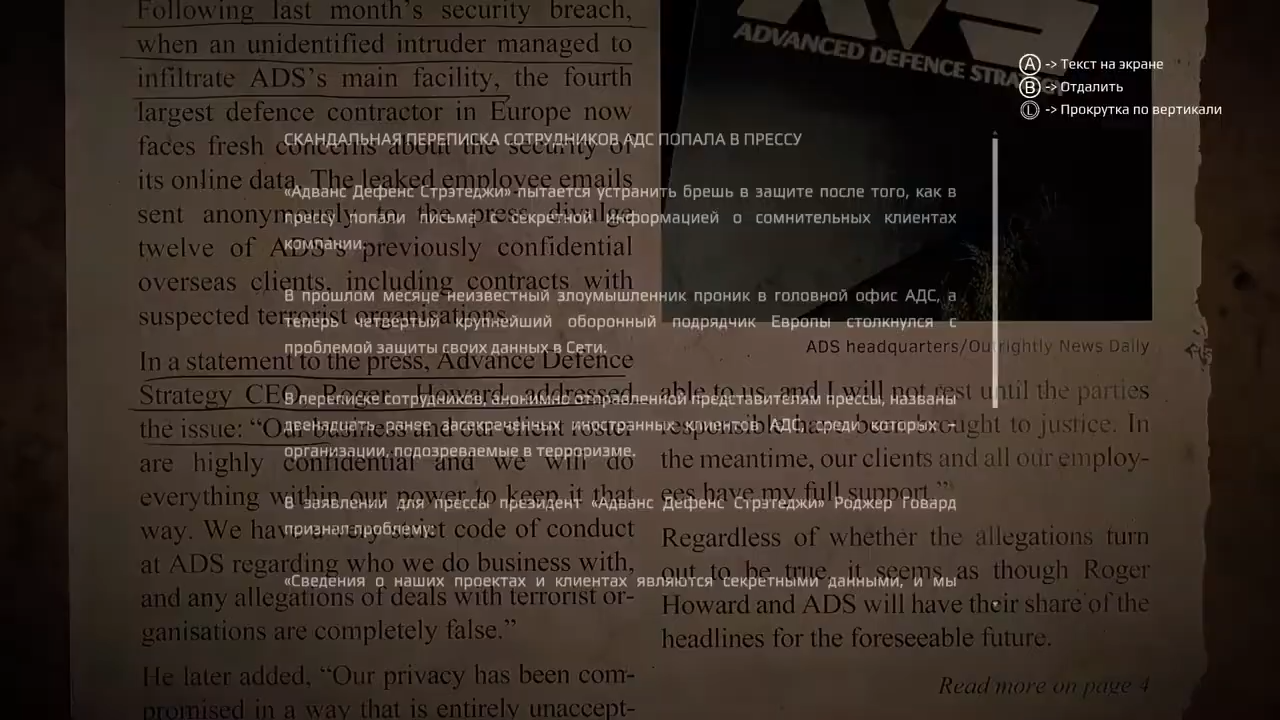 Following last month's security breach,
when an unidentified intruder managed to
infiltrate ADS's main facility, the fourth
largest defence contractor in Europe now
faces fresh concerns about the security of
its online data. The leaked employee emails
sent anonymously to the press divulge
twelve of ADS's previously confidential
overseas clients, including contracts with
suspected terrorist organisations.
In a statement to the press, Advance Defence
Strategy CEO Roger Howard addressed
the issue: “Our business and our client roster
are highly confidential and we will do
everything within our power to keep it that
way. We have a very strict code of conduct
at ADS regarding who we do business with,
and any allegations of deals with terrorist or-
ganisations are completely false.”
He later added, “Our privacy has been com-
promised in a way that is entirely unaccept-
ADVANCED DEFENCE STRATEGY
ADS headquarters/Outrightly News Daily
able to us, and I will not rest until the parties
responsible have been brought to justice. In
the meantime, our clients and all our employ-
ees have my full support.”
Regardless of whether the allegations turn
out to be true, it seems as though Roger
Howard and ADS will have their share of the
headlines for the foreseeable future.
Read more on page 4
СКАНДАЛЬНАЯ ПЕРЕПИСКА СОТРУДНИКОВ АДС ПОПАЛА В ПРЕССУ
«Адванс Дефенс Стрэтеджи» пытается устранить брешь в защите после того, как в
прессу попали письма с секретной информацией о сомнительных клиентах
компании.
В прошлом месяце неизвестный злоумышленник проник в головной офис АДС, а
теперь четвертый крупнейший оборонный подрядчик Европы столкнулся с
проблемой защиты своих данных в Сети.
В переписке сотрудников, анонимно отправленной представителям прессы, названы
двенадцать ранее засекреченных иностранных клиентов АДС, среди которых –
организации, подозреваемые в терроризме.
В заявлении для прессы президент «Адванс Дефенс Стрэтеджи» Роджер Говард
признал проблему:
«Сведения о наших проектах и клиентах являются секретными данными, и мы
A -> Текст на экране
B -> Отдалить
L -> Прокрутка по вертикали